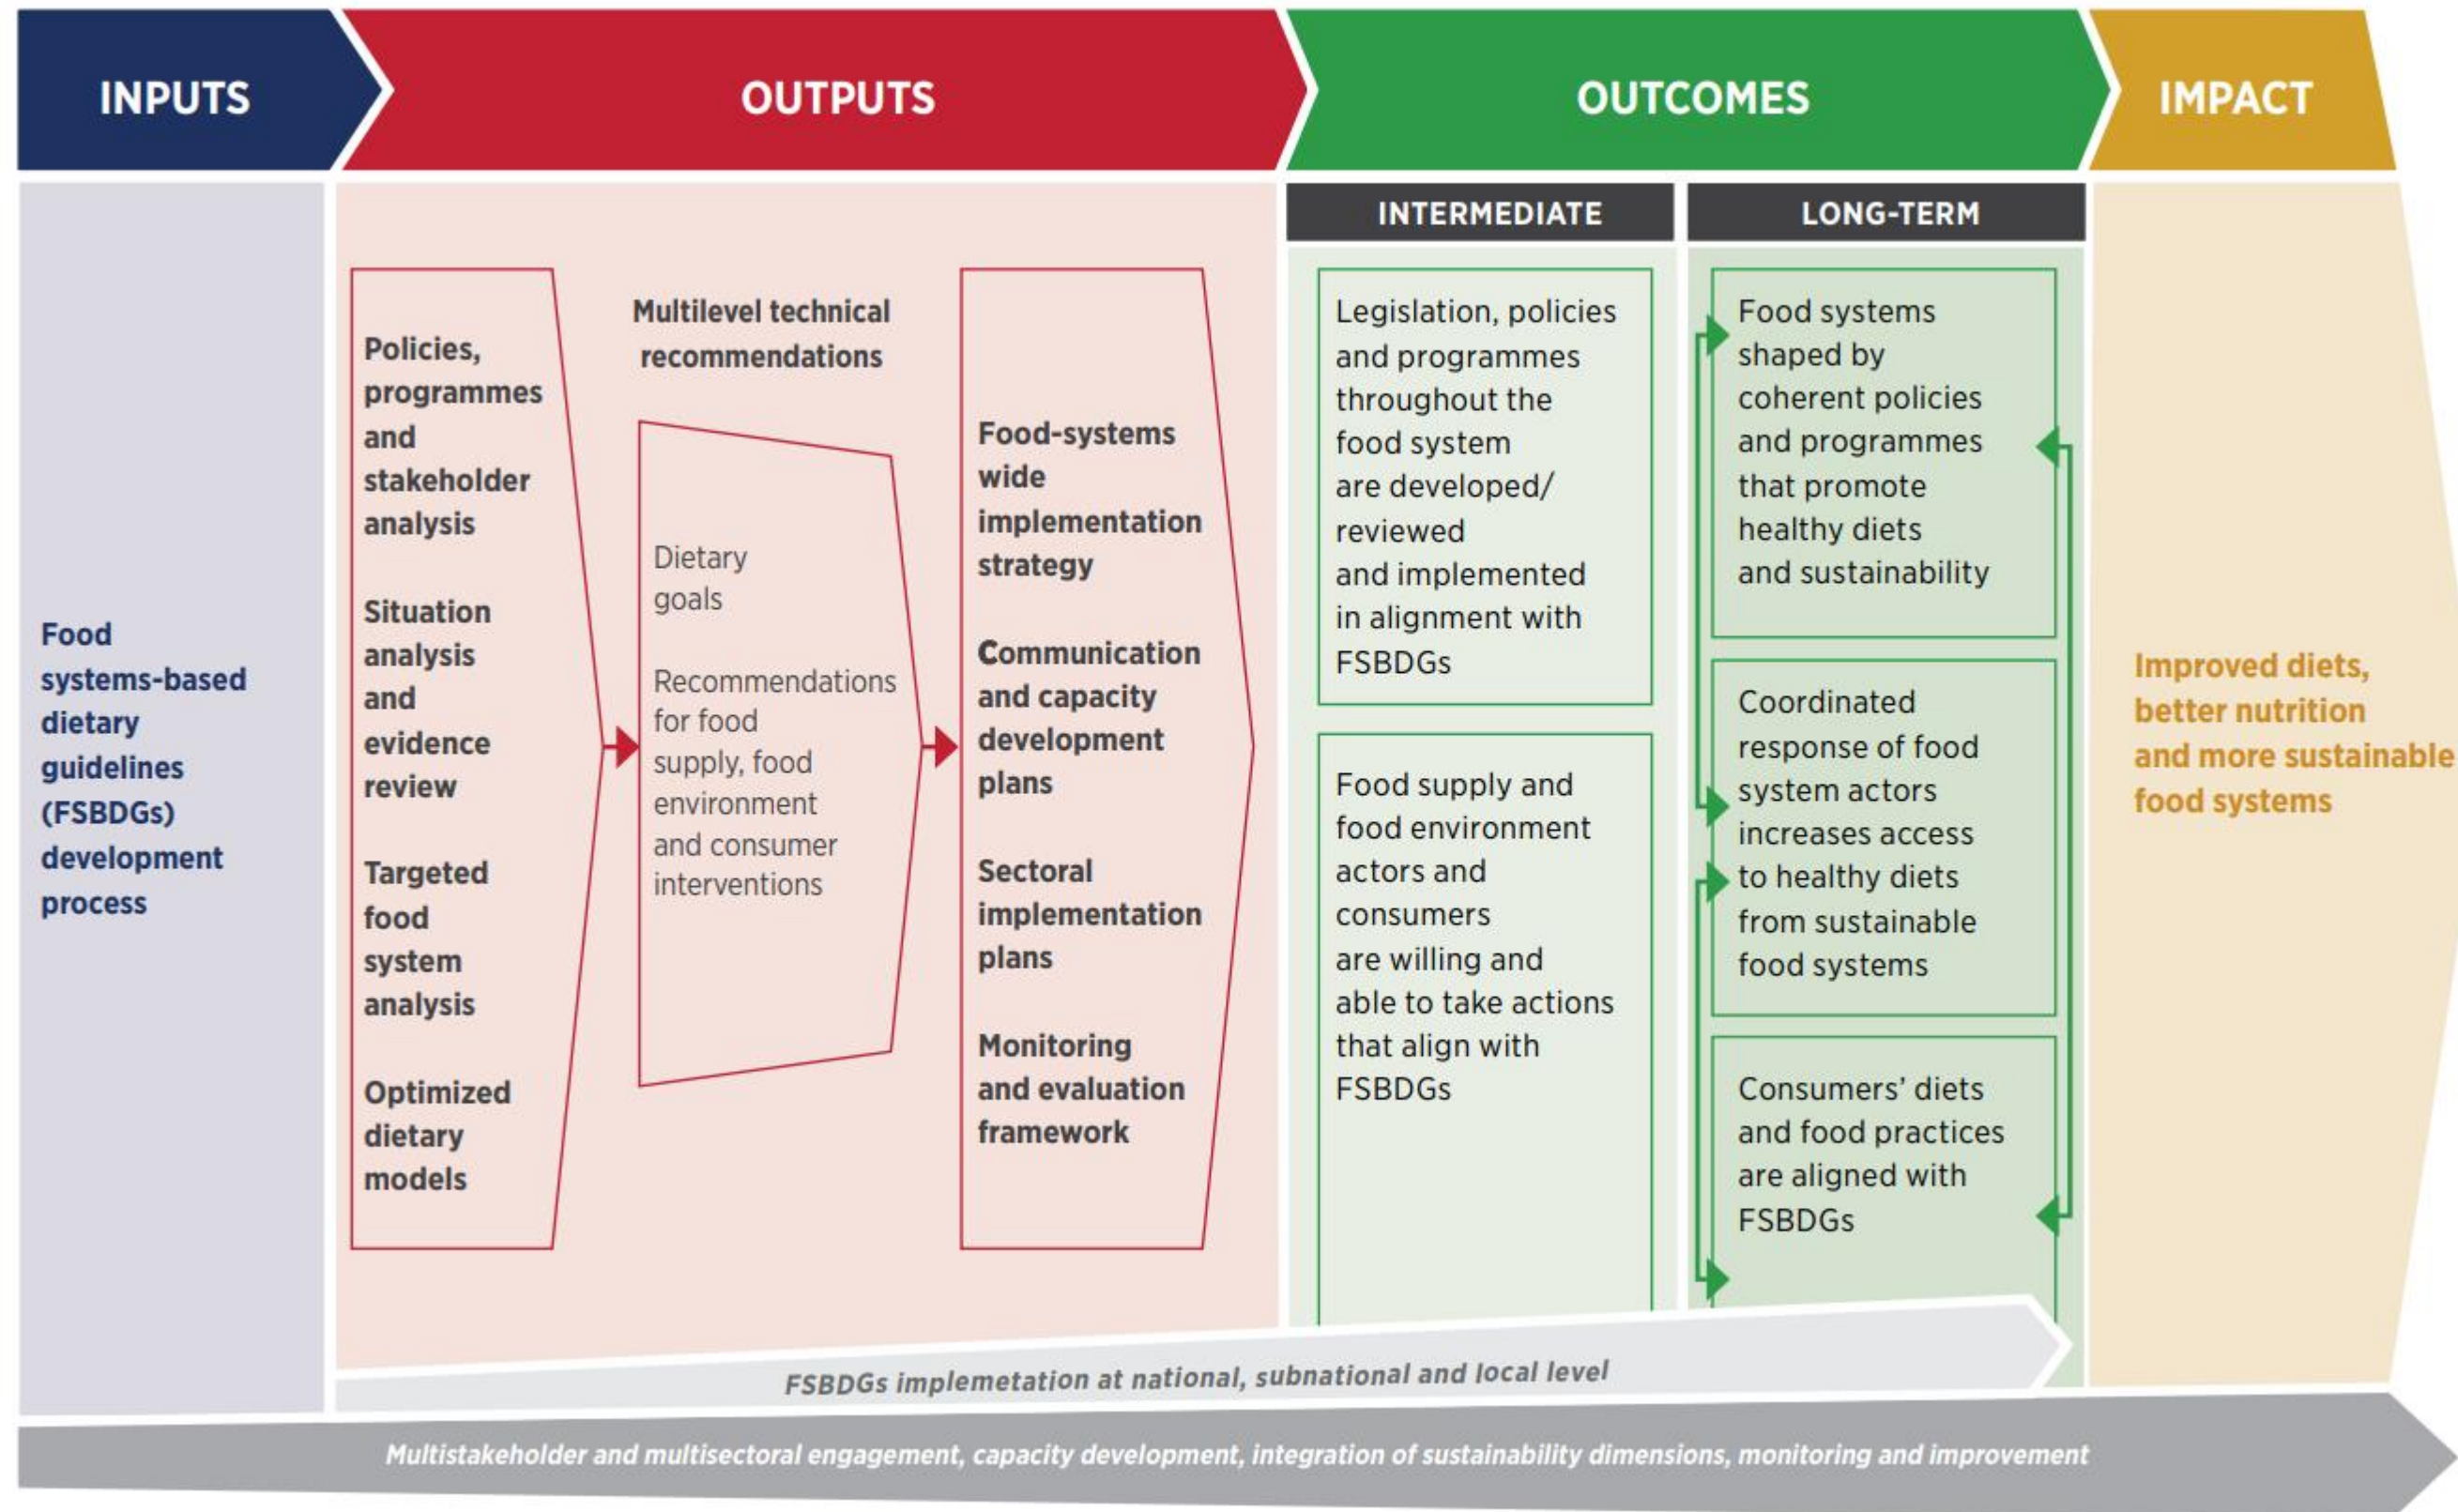 INPUTS
OUTPUTS
OUTCOMES
IMPACT
INTERMEDIATE
LONG-TERM
Food
systems-based
dietary
guidelines
(FSBDGs)
development
process
Policies,
programmes
and
stakeholder
analysis
Situation
analysis
and
evidence
review
Targeted
food
system
analysis
Optimized
dietary
models
Multilevel technical
recommendations
Dietary
goals
Recommendations
for food
supply, food
environment
and consumer
interventions
Food-systems
wide
implementation
strategy
Communication
and capacity
development
plans
Sectoral
implementation
plans
Monitoring
and evaluation
framework
Legislation, policies
and programmes
throughout the
food system
are developed/
reviewed
and implemented
in alignment with
FSBDGs
Food supply and
food environment
actors and
consumers
are willing and
able to take actions
that align with
FSBDGs
Food systems
shaped by
coherent policies
and programmes
that promote
healthy diets
and sustainability
Coordinated
response of food
system actors
increases access
to healthy diets
from sustainable
food systems
Consumers' diets
and food practices
are aligned with
FSBDGs
Improved diets,
better nutrition
and more sustainable
food systems
FSBDGs implemetation at national, subnational and local level
Multistakeholder and multisectoral engagement, capacity development, integration of sustainability dimensions, monitoring and improvement